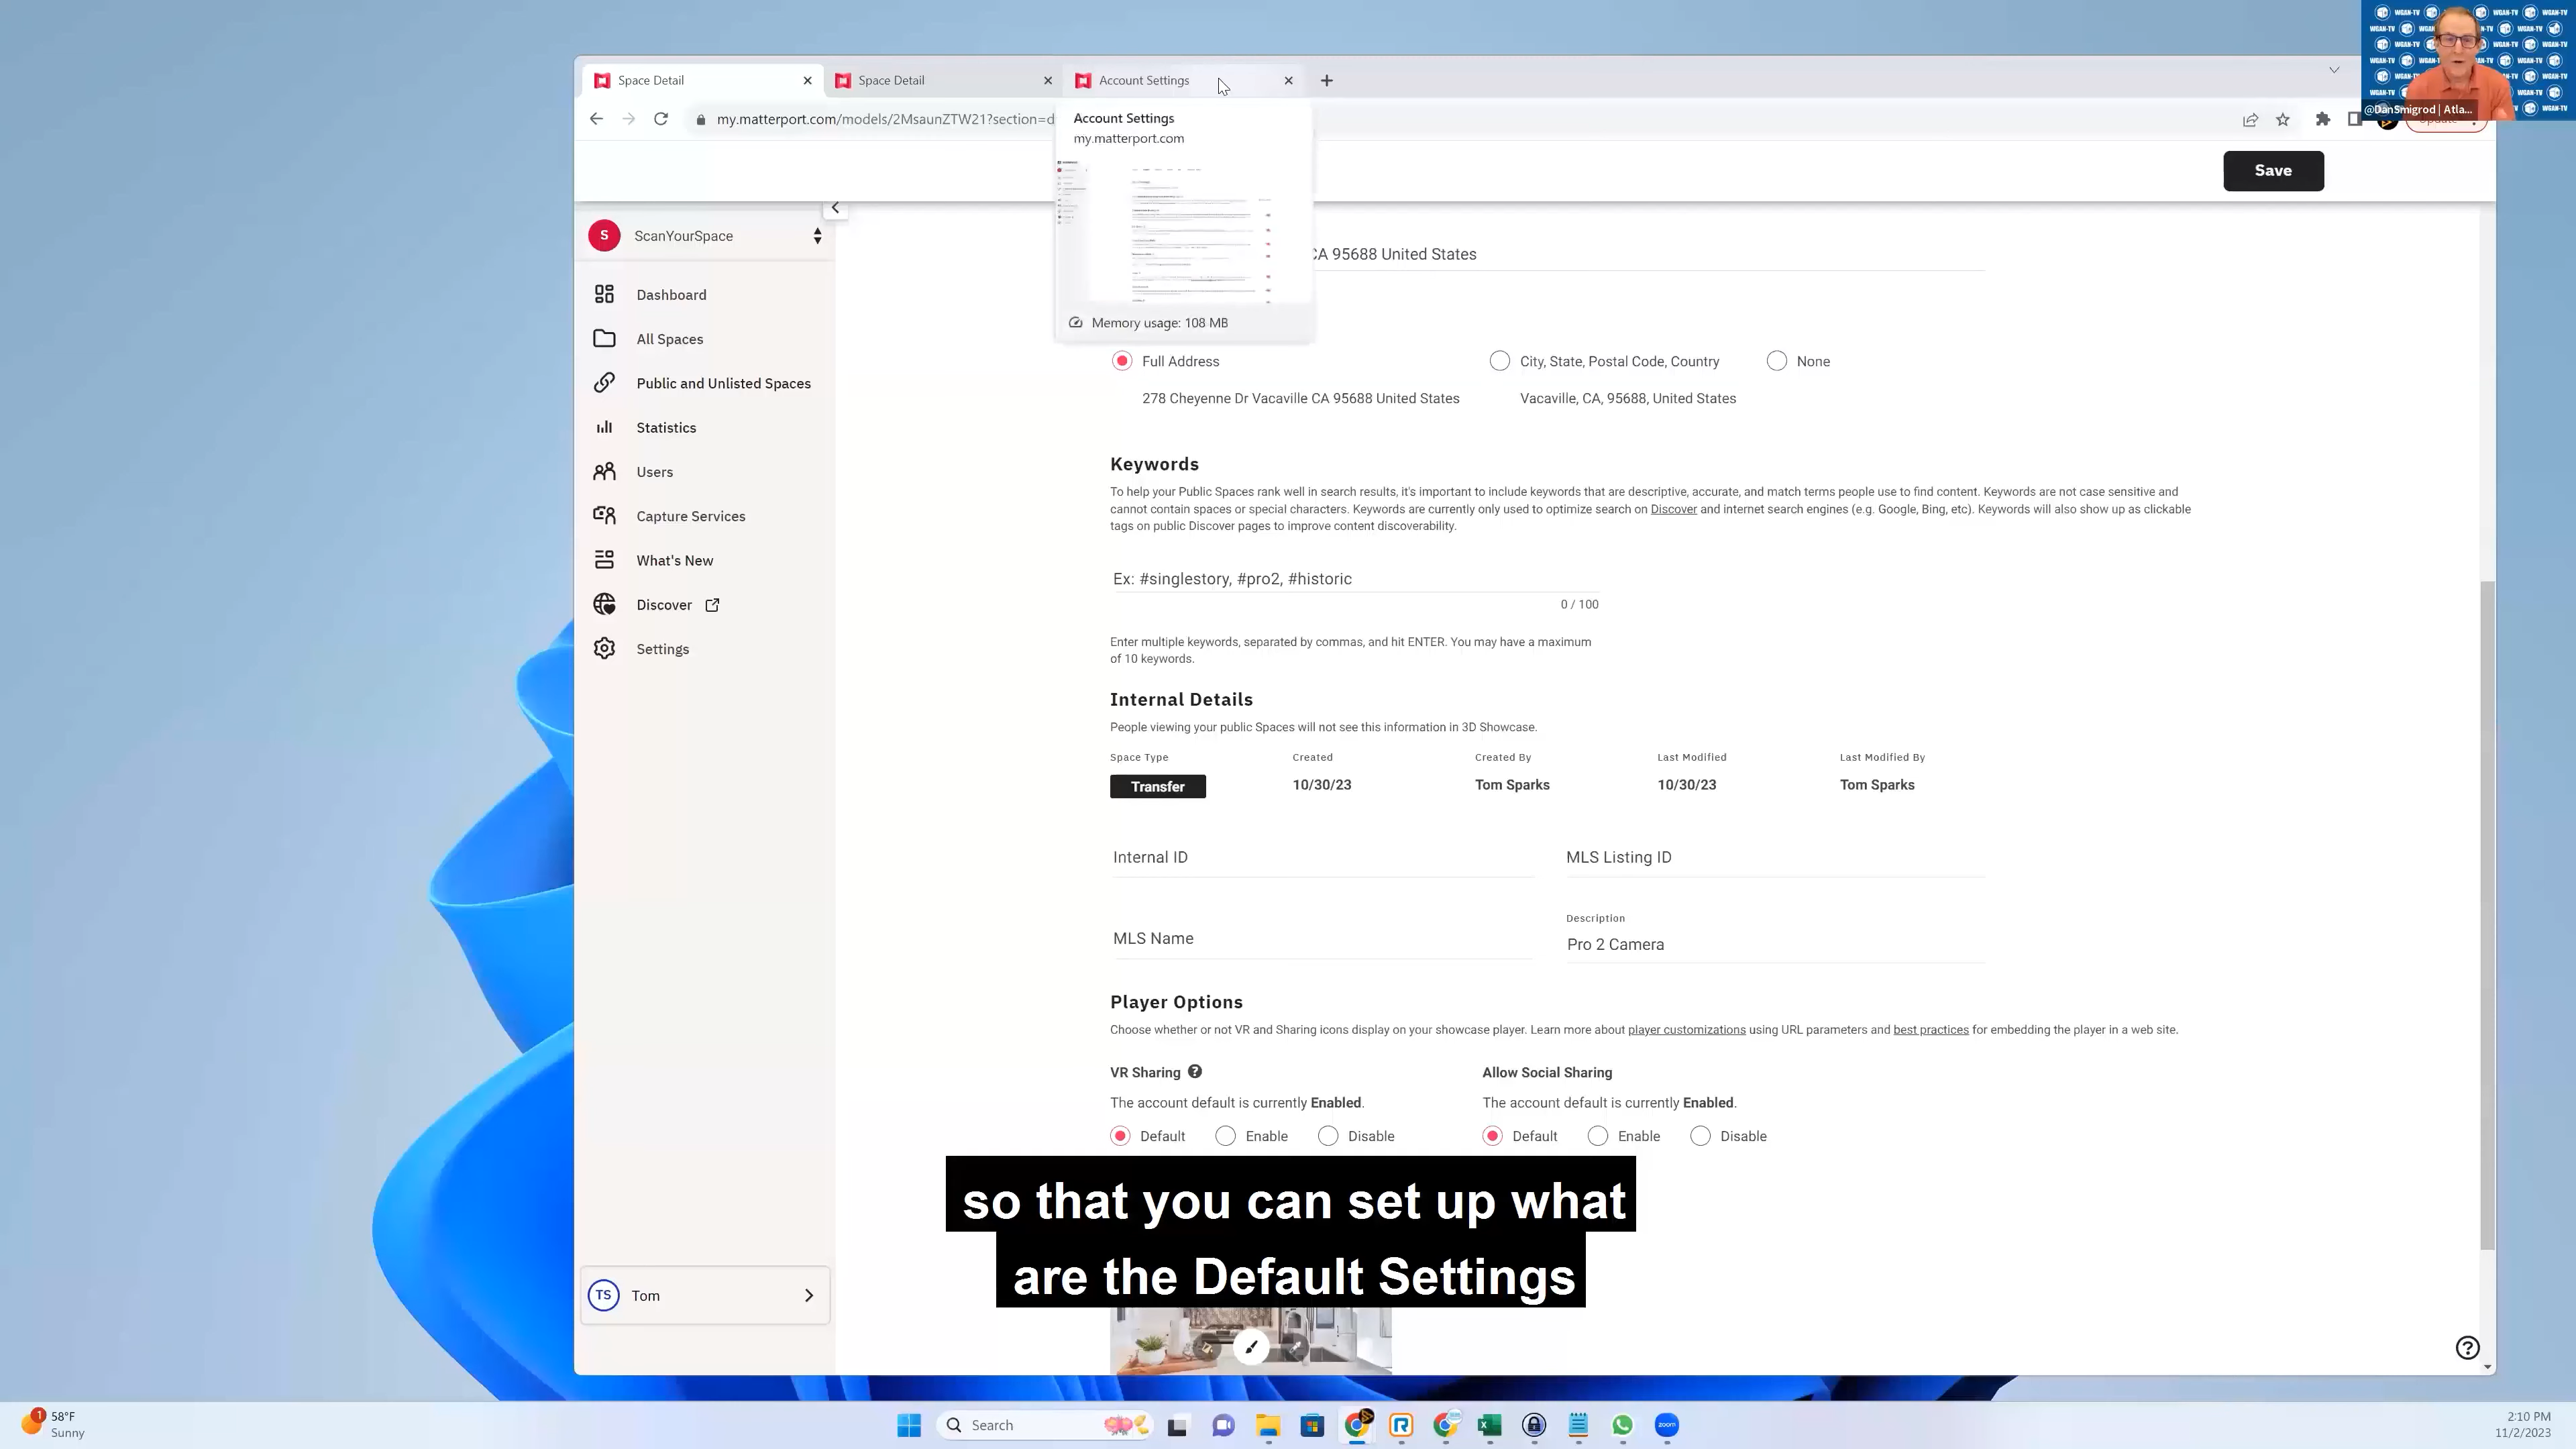 Space Detail
Space Detail
Account Settings
my.matterport.com/models/2MsaunZTW21?section=d
Account Settings
my.matterport.com
Memory usage: 108 MB
WGAN-TV
@DanSmigrod | Atla...
Save
S
ScanYourSpace
Dashboard
All Spaces
Public and Unlisted Spaces
Statistics
Users
Capture Services
What's New
Discover
Settings
TS
Tom
CA 95688 United States
Full Address
City, State, Postal Code, Country
None
278 Cheyenne Dr Vacaville CA 95688 United States
Vacaville, CA, 95688, United States
Keywords
To help your Public Spaces rank well in search results, it's important to include keywords that are descriptive, accurate, and match terms people use to find content. Keywords are not case sensitive and
cannot contain spaces or special characters. Keywords are currently only used to optimize search on Discover and internet search engines (e.g. Google, Bing, etc). Keywords will also show up as clickable
tags on public Discover pages to improve content discoverability.
Ex: #singlestory, #pro2, #historic
0 / 100
Enter multiple keywords, separated by commas, and hit ENTER. You may have a maximum
of 10 keywords.
Internal Details
People viewing your public Spaces will not see this information in 3D Showcase.
Space Type
Created
Created By
Last Modified
Last Modified By
Transfer
10/30/23
Tom Sparks
10/30/23
Tom Sparks
Internal ID
MLS Listing ID
MLS Name
Description
Pro 2 Camera
Player Options
Choose whether or not VR and Sharing icons display on your showcase player. Learn more about player customizations using URL parameters and best practices for embedding the player in a web site.
VR Sharing
Allow Social Sharing
The account default is currently Enabled.
The account default is currently Enabled.
Default
Enable
Disable
Default
Enable
Disable
so that you can set up what
are the Default Settings
1
58°F
Sunny
Search
zoom
2:10 PM
11/2/2023